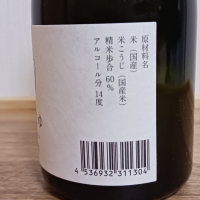 原材料名
米（国産）
米こうじ（国産米）
精米歩合 60%
アルコール分 14度
4 536932 311304